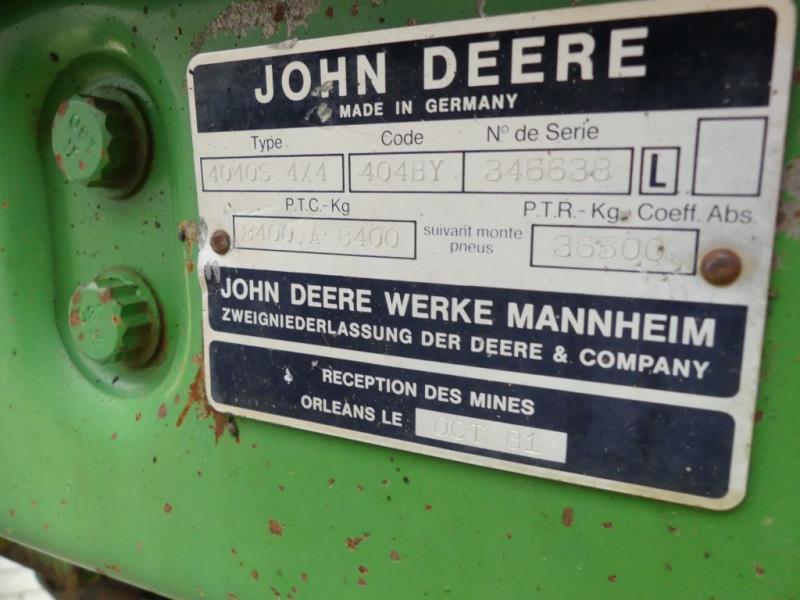 JOHN DEERE
MADE IN GERMANY
Type Code N° de Serie
4040S 4X4 404BY 346638 L
P.T.C.-Kg P.T.R.-Kg Coeff. Abs.
8400 A 8400 suivant monte pneus 36500
JOHN DEERE WERKE MANNHEIM
ZWEIGNIEDERLASSUNG DER DEERE & COMPANY
RECEPTION DES MINES
ORLEANS LE OCT 81